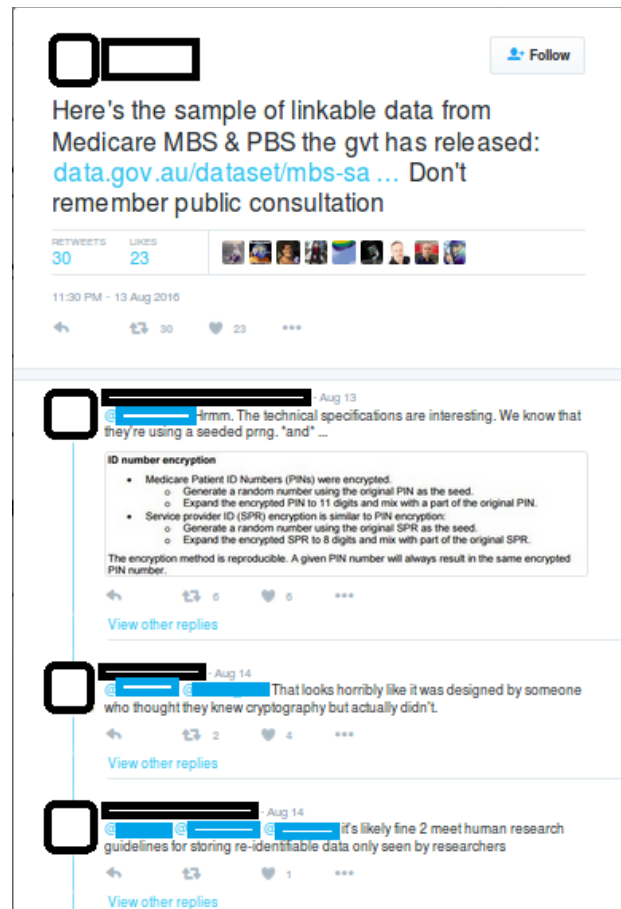 Follow
Here's the sample of linkable data from
Medicare MBS & PBS the gvt has released:
data.gov.au/dataset/mbs-sa ... Don't
remember public consultation
RETWEETS LIKES
30 23
11:30 PM - 13 Aug 2016
30 23 •••
- Aug 13
@ Hrmm. The technical specifications are interesting. We know that
they're using a seeded prng. "and" ...
ID number encryption
• Medicare Patient ID Numbers (PINs) were encrypted.
o Generate a random number using the original PIN as the seed.
o Expand the encrypted PIN to 11 digits and mix with a part of the original PIN.
• Service provider ID (SPR) encryption is similar to PIN encryption:
o Generate a random number using the original SPR as the seed.
o Expand the encrypted SPR to 8 digits and mix with part of the original SPR.
The encryption method is reproducible. A given PIN number will always result in the same encrypted
PIN number.
6 6 •••
View other replies
- Aug 14
@ @ That looks horribly like it was designed by someone
who thought they knew cryptography but actually didn't.
2 4 •••
View other replies
- Aug 14
@ @ @ it's likely fine 2 meet human research
guidelines for storing re-identifiable data only seen by researchers
1 •••
View other replies